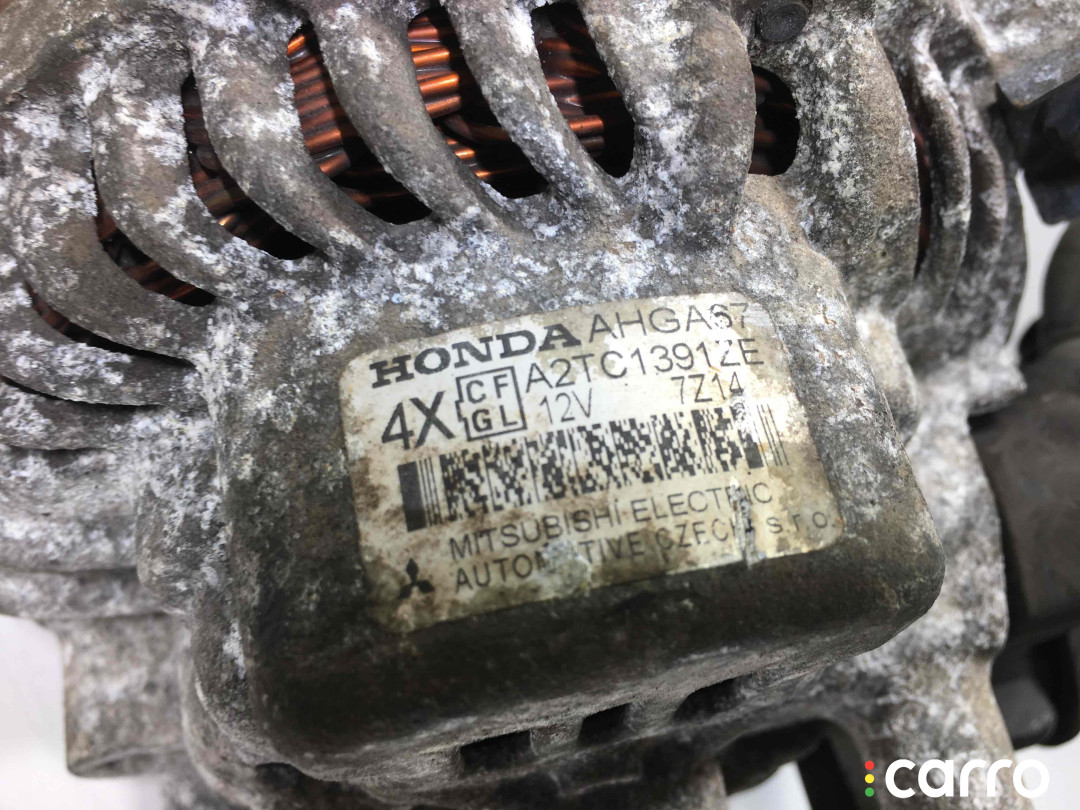 HONDA AHGA67
4X CF GL A2TC1391ZE
12V 7Z14
MITSUBISHI ELECTRIC
AUTOMOTIVE CZECH s.r.o.
carro